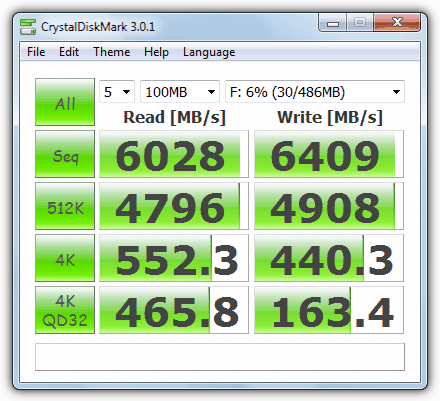 CrystalDiskMark 3.0.1
File Edit Theme Help Language
All 5 100MB F: 6% (30/486MB)
Read [MB/s] Write [MB/s]
Seq 6028 6409
512K 4796 4908
4K 552.3 440.3
4K QD32 465.8 163.4